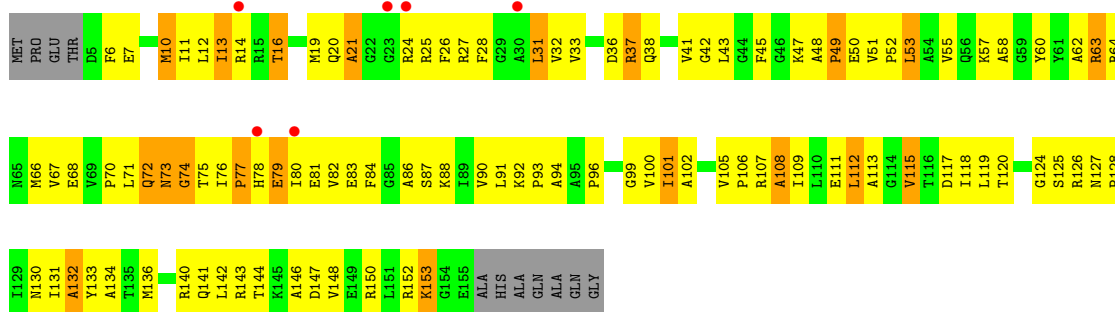 MET PRO GLU THR D5 F6 E7 M10 I11 L12 I13 R14 R15 T16 M19 Q20 A21 G22 G23 R24 R25 F26 R27 F28 G29 A30 L31 V32 V33 D36 R37 Q38 V41 G42 L43 G44 F45 G46 K47 A48 P49 E50 V51 P52 L53 A54 V55 Q56 K57 A58 G59 Y60 Y61 A62 R63 R64
N65 M66 V67 E68 V69 P70 L71 Q72 N73 G74 T75 I76 P77 H78 E79 I80 E81 V82 E83 F84 G85 A86 S87 K88 I89 V90 L91 K92 P93 A94 A95 P96 G99 V100 I101 A102 V105 P106 R107 A108 I109 L110 E111 L112 A113 G114 V115 T116 D117 I118 L119 T120 G124 S125 R126 N127 P128
I129 N130 I131 A132 Y133 A134 T135 M136 R140 Q141 L142 R143 T144 K145 A146 D147 V148 E149 R150 L151 R152 K153 G154 E155 ALA HIS ALA GLN ALA GLN GLY